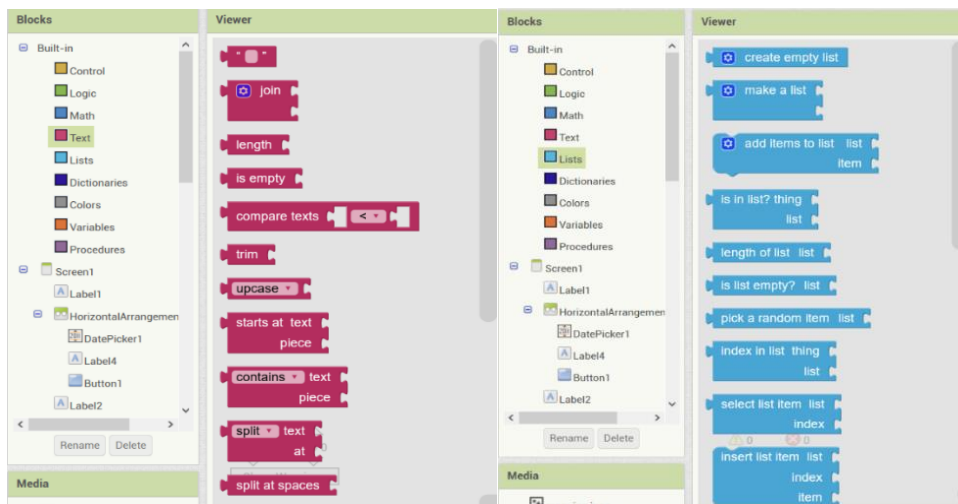 Blocks
Built-in
Control
Logic
Math
Text
Lists
Dictionaries
Colors
Variables
Procedures
Screen1
Label1
HorizontalArrangemen
DatePicker1
Label4
Button1
Label2
Rename Delete
Media
Viewer
" "
join
length
is empty
compare texts <
trim
upcase
starts at text
piece
contains text
piece
split text
at
split at spaces
Blocks
Built-in
Control
Logic
Math
Text
Lists
Dictionaries
Colors
Variables
Procedures
Screen1
Label1
HorizontalArrangemen
DatePicker1
Label4
Button1
Label2
Rename Delete
Media
Viewer
create empty list
make a list
add items to list list
item
is in list? thing
list
length of list list
is list empty? list
pick a random item list
index in list thing
list
select list item list
index
0 0
insert list item list
index
item